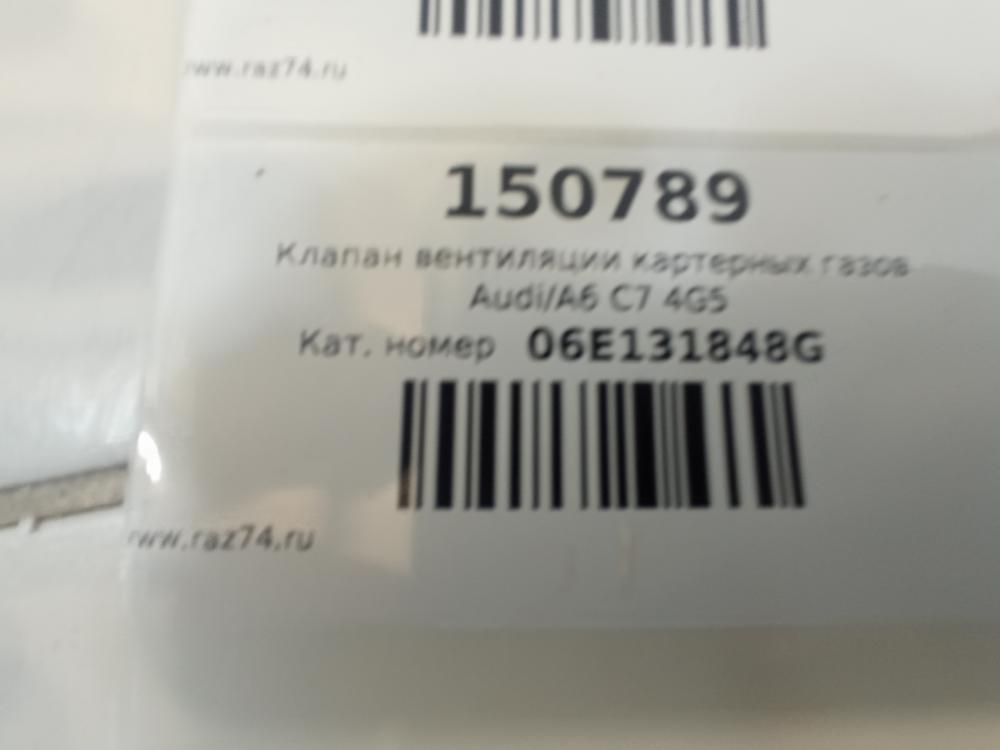 www.raz74.ru
150789
Клапан вентиляции картерных газов
Audi/A6 C7 4G5
Кат. номер 06E131848G
www.raz74.ru